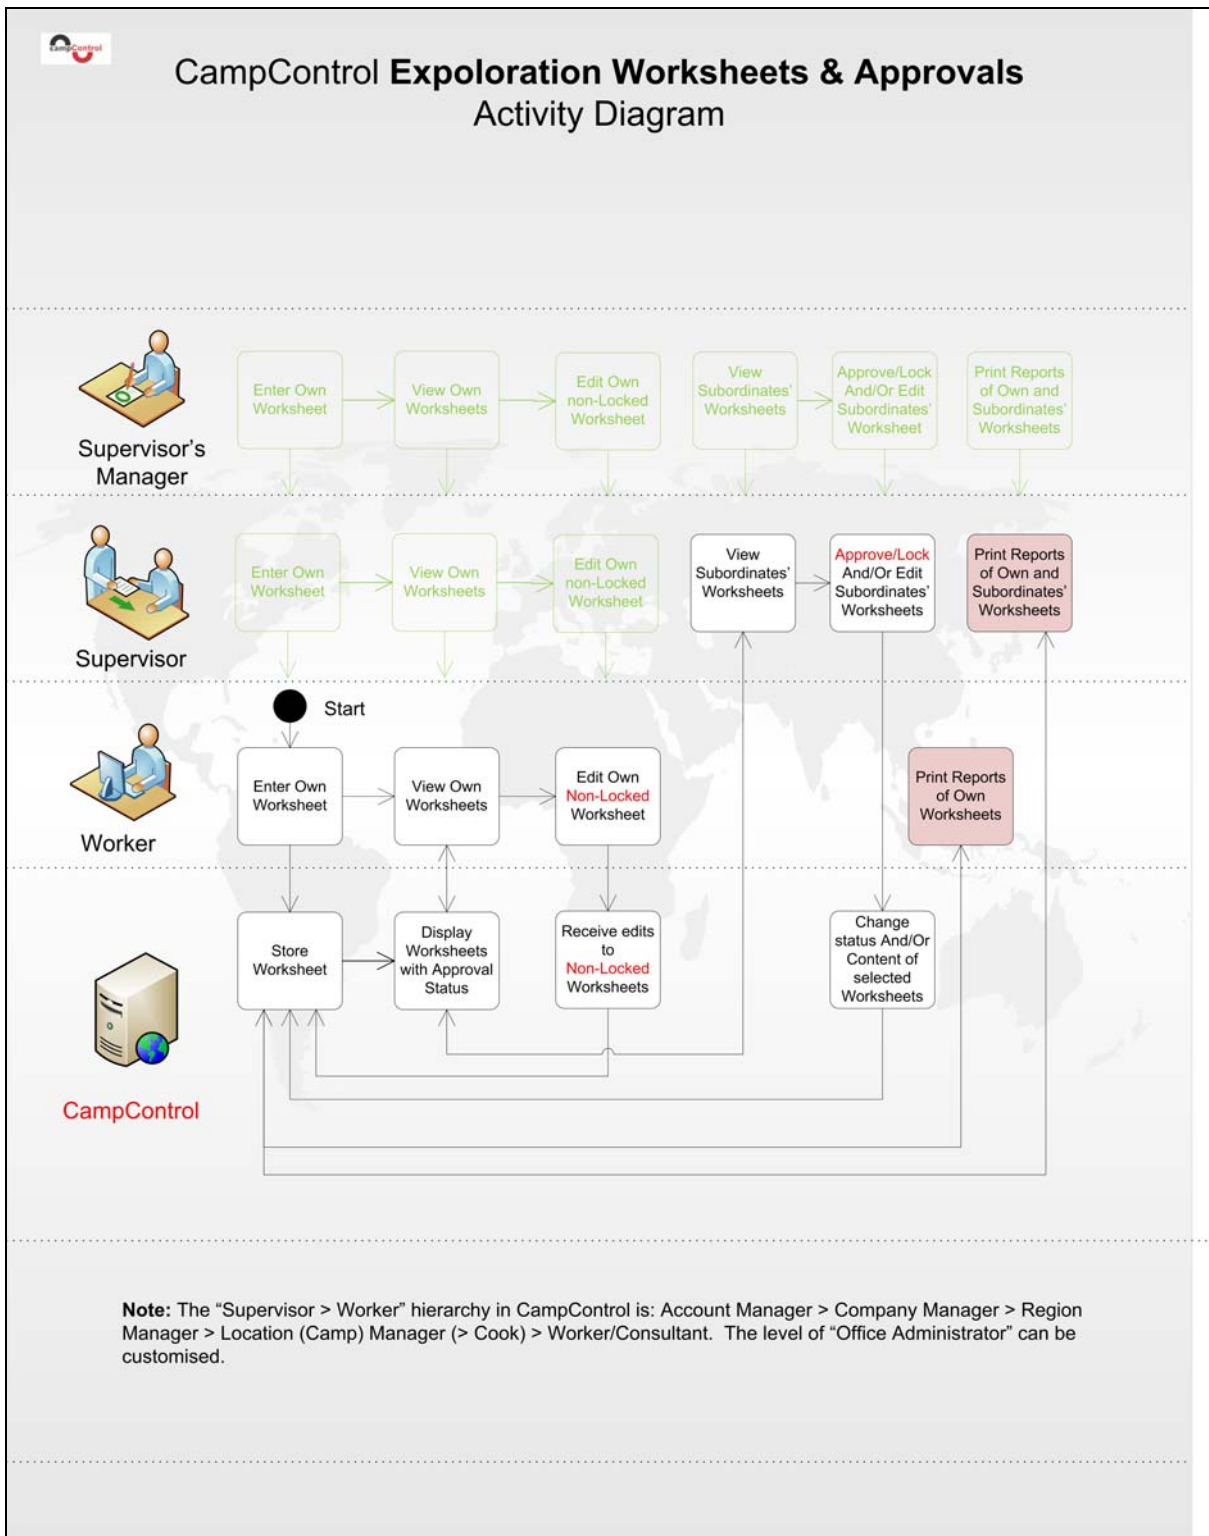 campControl
CampControl Expoloration Worksheets & Approvals
Activity Diagram
Supervisor's
Manager
Enter Own
Worksheet
View Own
Worksheets
Edit Own
non-Locked
Worksheet
View
Subordinates'
Worksheets
Approve/Lock
And/Or Edit
Subordinates'
Worksheet
Print Reports
of Own and
Subordinates'
Worksheets
Supervisor
Enter Own
Worksheet
View Own
Worksheets
Edit Own
non-Locked
Worksheet
View
Subordinates'
Worksheets
Approve/Lock
And/Or Edit
Subordinates'
Worksheets
Print Reports
of Own and
Subordinates'
Worksheets
Start
Worker
Enter Own
Worksheet
View Own
Worksheets
Edit Own
Non-Locked
Worksheet
Print Reports
of Own
Worksheets
CampControl
Store
Worksheet
Display
Worksheets
with Approval
Status
Receive edits
to
Non-Locked
Worksheets
Change
status And/Or
Content of
selected
Worksheets
Note: The “Supervisor > Worker” hierarchy in CampControl is: Account Manager > Company Manager > Region
Manager > Location (Camp) Manager (> Cook) > Worker/Consultant.  The level of “Office Administrator” can be
customised.